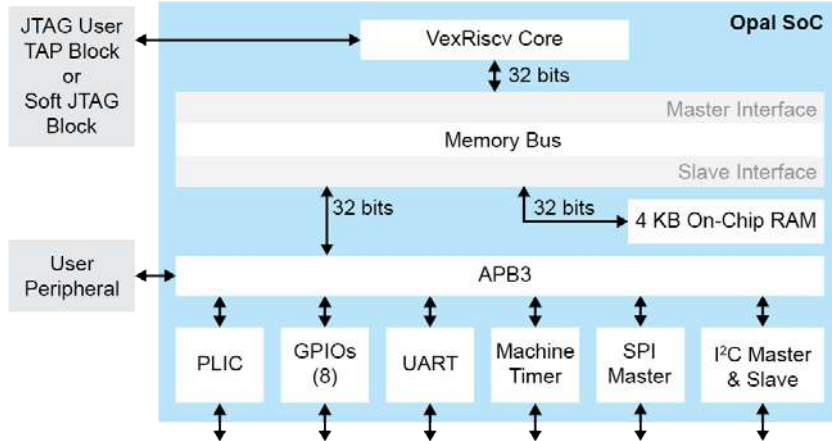 JTAG User
TAP Block
or
Soft JTAG
Block
Opal SoC
VexRiscv Core
32 bits
Master Interface
Memory Bus
Slave Interface
32 bits
32 bits
4 KB On-Chip RAM
User
Peripheral
APB3
PLIC
GPIOs
(8)
UART
Machine
Timer
SPI
Master
I²C Master
& Slave